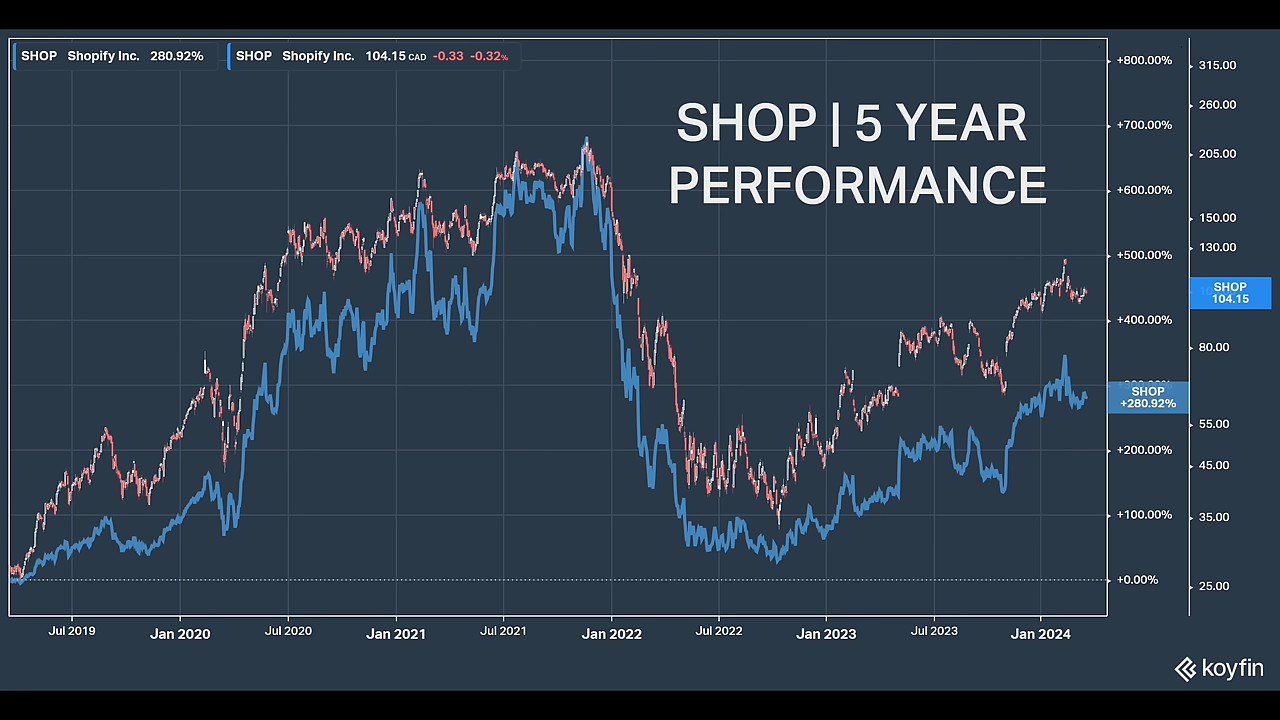 SHOP Shopify Inc. 280.92% SHOP Shopify Inc. 104.15 CAD -0.33 -0.32%
SHOP | 5 YEAR
PERFORMANCE
+800.00%
+700.00%
+600.00%
+500.00%
+400.00%
SHOP
+280.92%
+200.00%
+100.00%
+0.00%
315.00
260.00
205.00
150.00
130.00
SHOP
104.15
80.00
55.00
45.00
35.00
25.00
Jul 2019 Jan 2020 Jul 2020 Jan 2021 Jul 2021 Jan 2022 Jul 2022 Jan 2023 Jul 2023 Jan 2024
koyfin